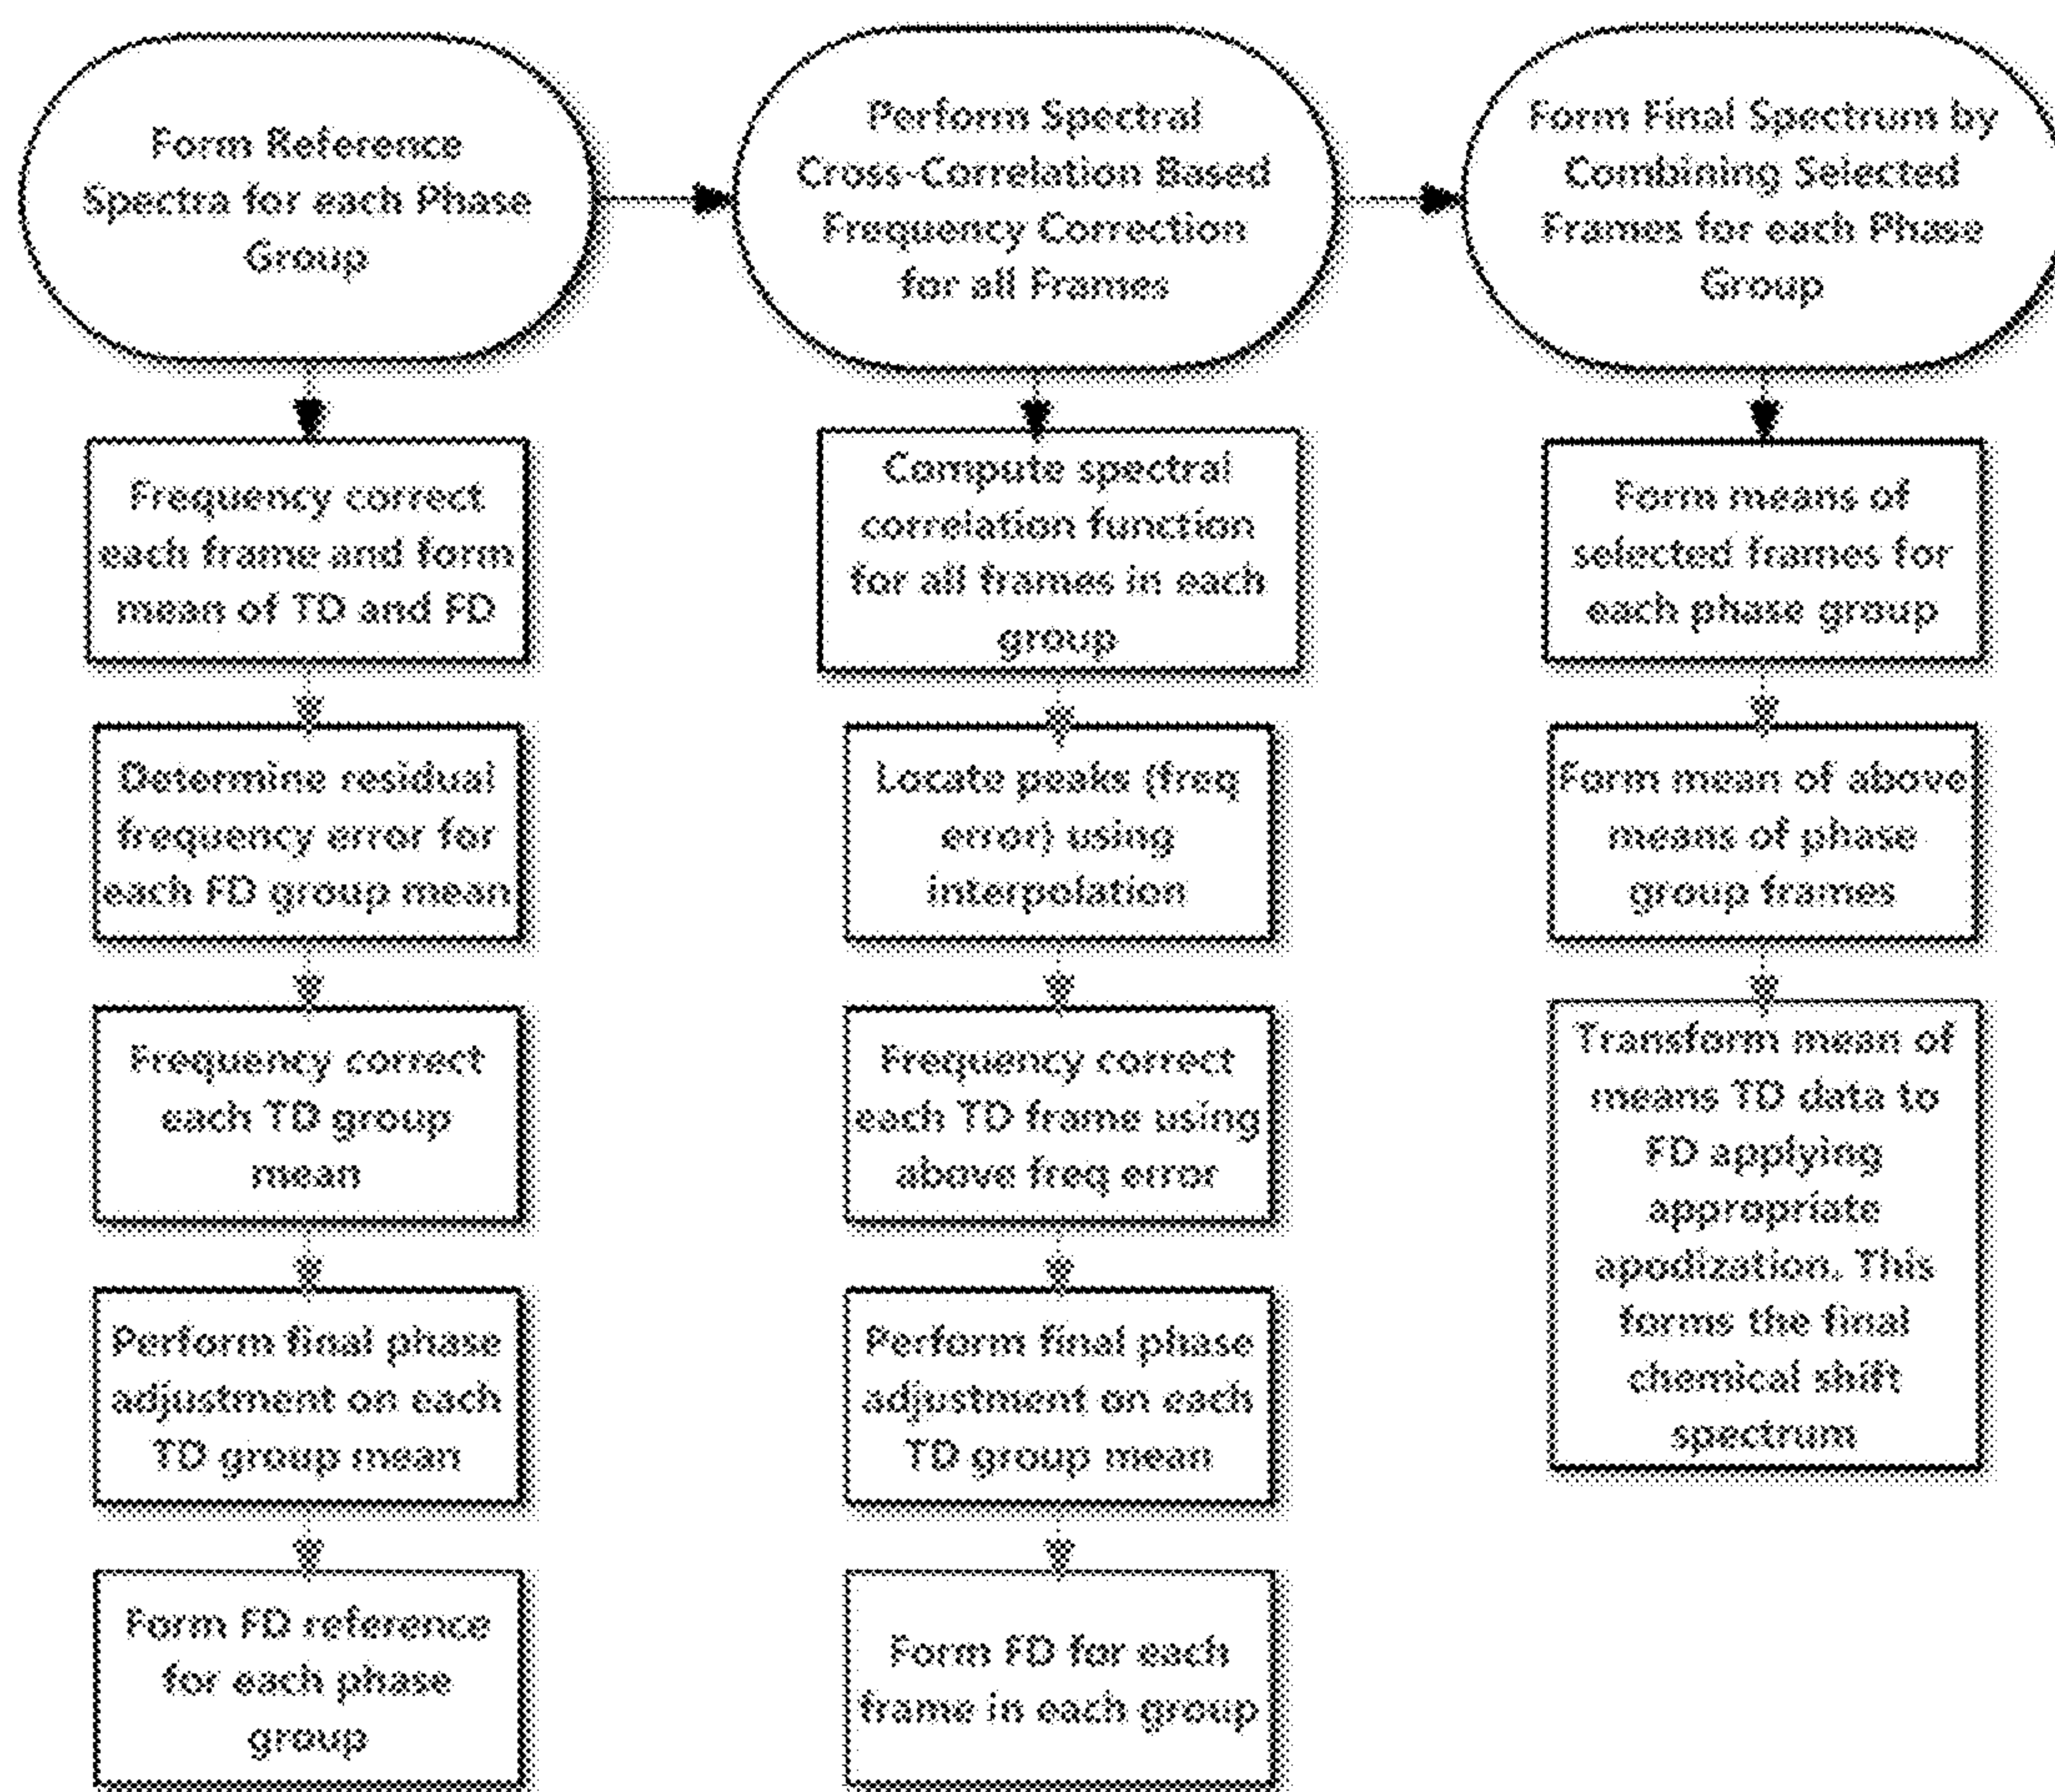 Form Reference
Spectra for each Phase
Group
Perform Spectral
Cross-Correlation Based
Frequency Correction
for all Frames
Form Final Spectrum by
Combining Selected
Frames for each Phase
Group
Frequency correct
each frame and form
mean of TD and FD
Determine residual
frequency error for
each FD group mean
Frequency correct
each TD group
mean
Perform final phase
adjustment on each
TD group mean
Form FD reference
for each phase
group
Compute spectral
correlation function
for all frames in each
group
Locate peaks (freq
error) using
interpolation
Frequency correct
each TD frame using
above freq error
Perform final phase
adjustment on each
TD group mean
Form FD for each
frame in each group
Form means of
selected frames for
each phase group
Form mean of above
means of phase
group frames
Transform mean of
means TD data to
FD applying
appropriate
apodization. This
forms the final
chemical shift
spectrum